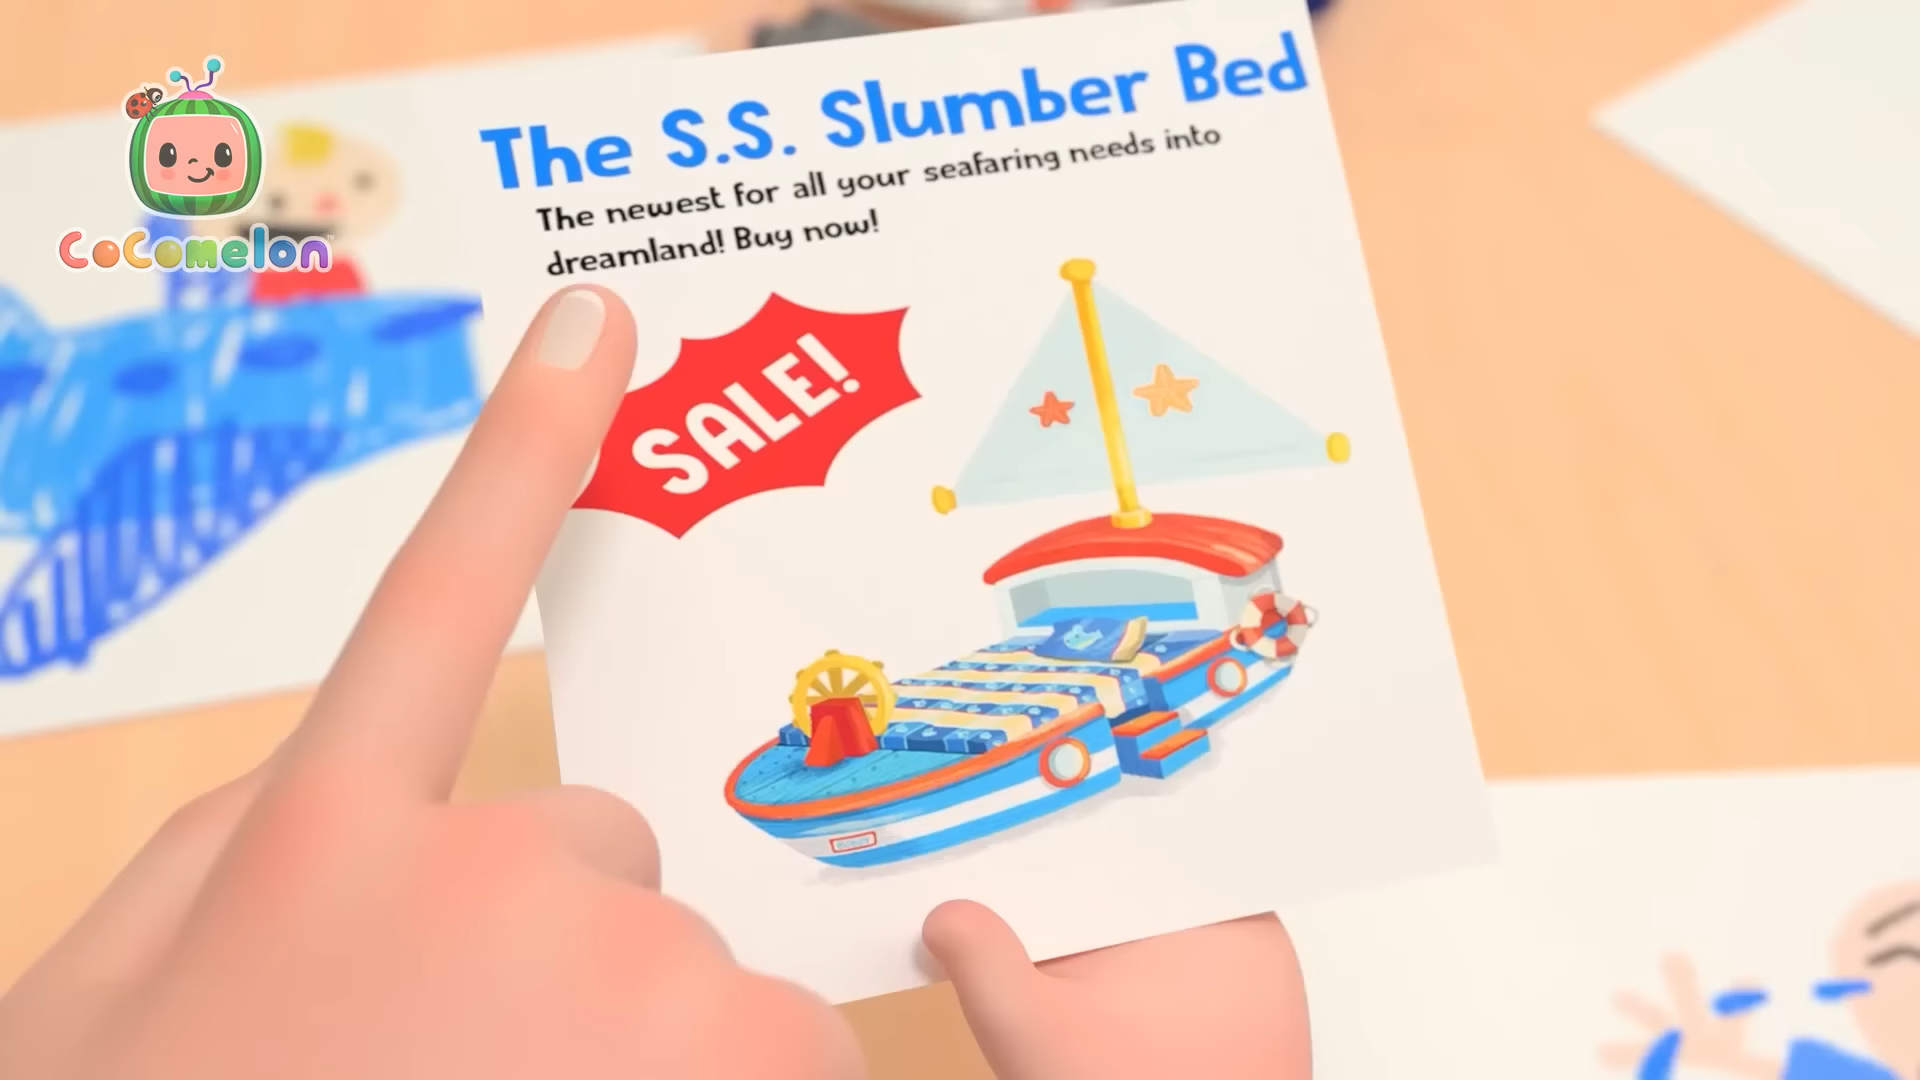 CoComelon
The S.S. Slumber Bed
The newest for all your seafaring needs into
dreamland! Buy now!
SALE!